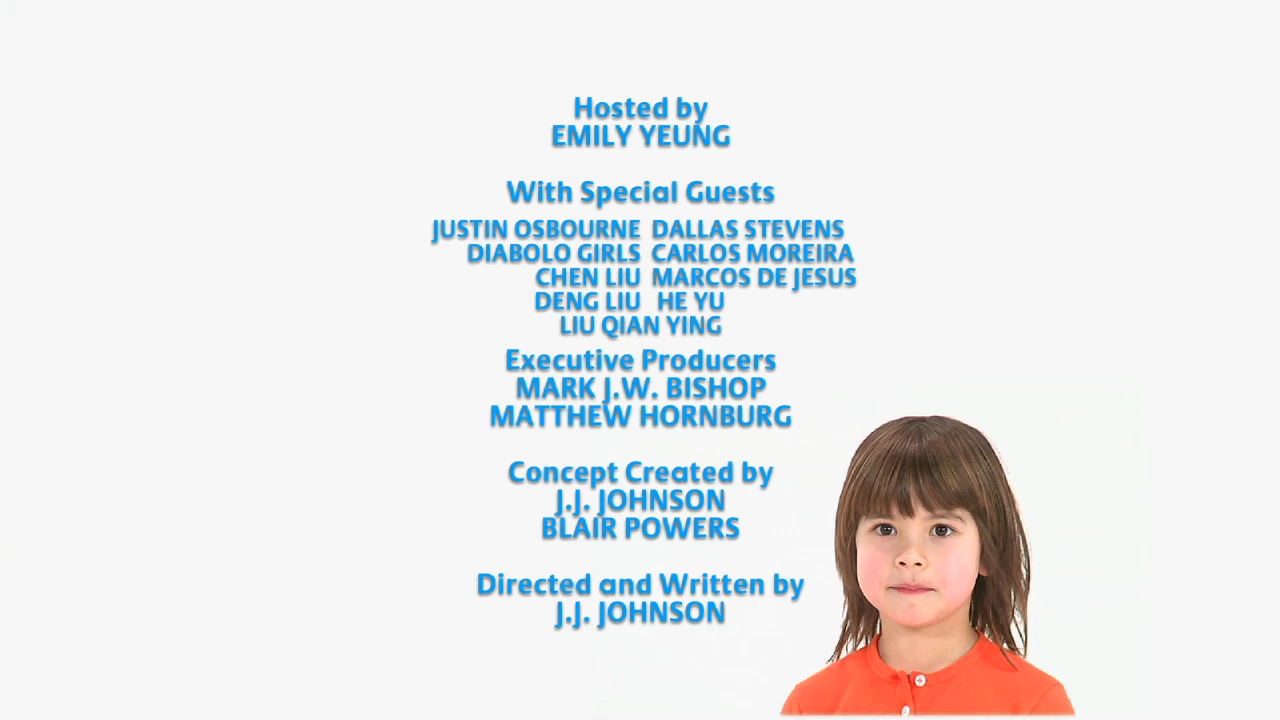 Hosted by
EMILY YEUNG
With Special Guests
JUSTIN OSBOURNE DALLAS STEVENS
DIABOLO GIRLS CARLOS MOREIRA
CHEN LIU MARCOS DE JESUS
DENG LIU HE YU
LIU QIAN YING
Executive Producers
MARK J.W. BISHOP
MATTHEW HORNBURG
Concept Created by
J.J. JOHNSON
BLAIR POWERS
Directed and Written by
J.J. JOHNSON